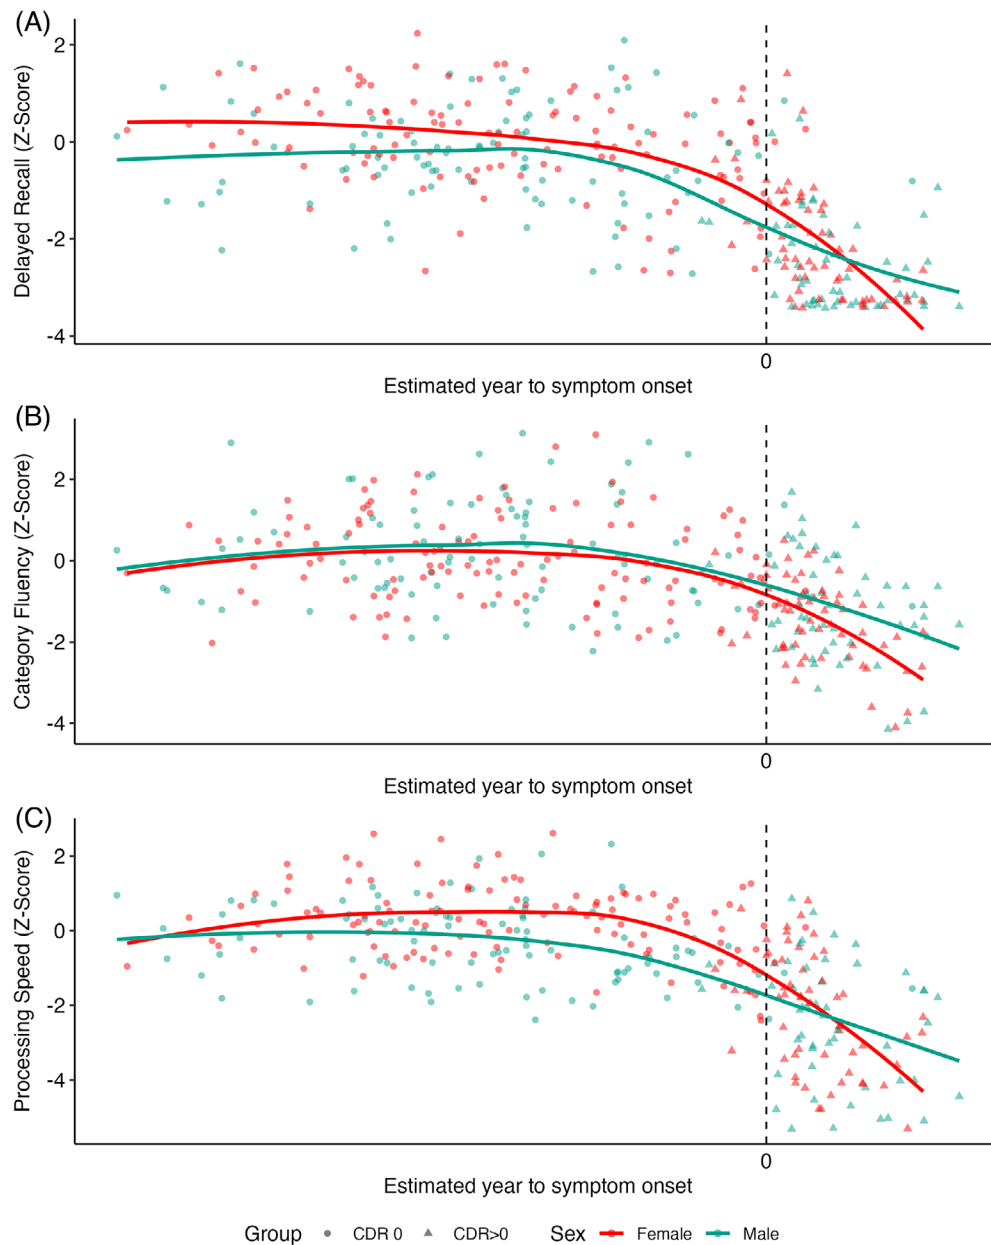 (A)
Delayed Recall (Z-Score)
2
0
-2
-4
0
Estimated year to symptom onset
(B)
Category Fluency (Z-Score)
2
0
-2
-4
0
Estimated year to symptom onset
(C)
Processing Speed (Z-Score)
2
0
-2
-4
0
Estimated year to symptom onset
Group CDR 0 CDR>0 Sex Female Male